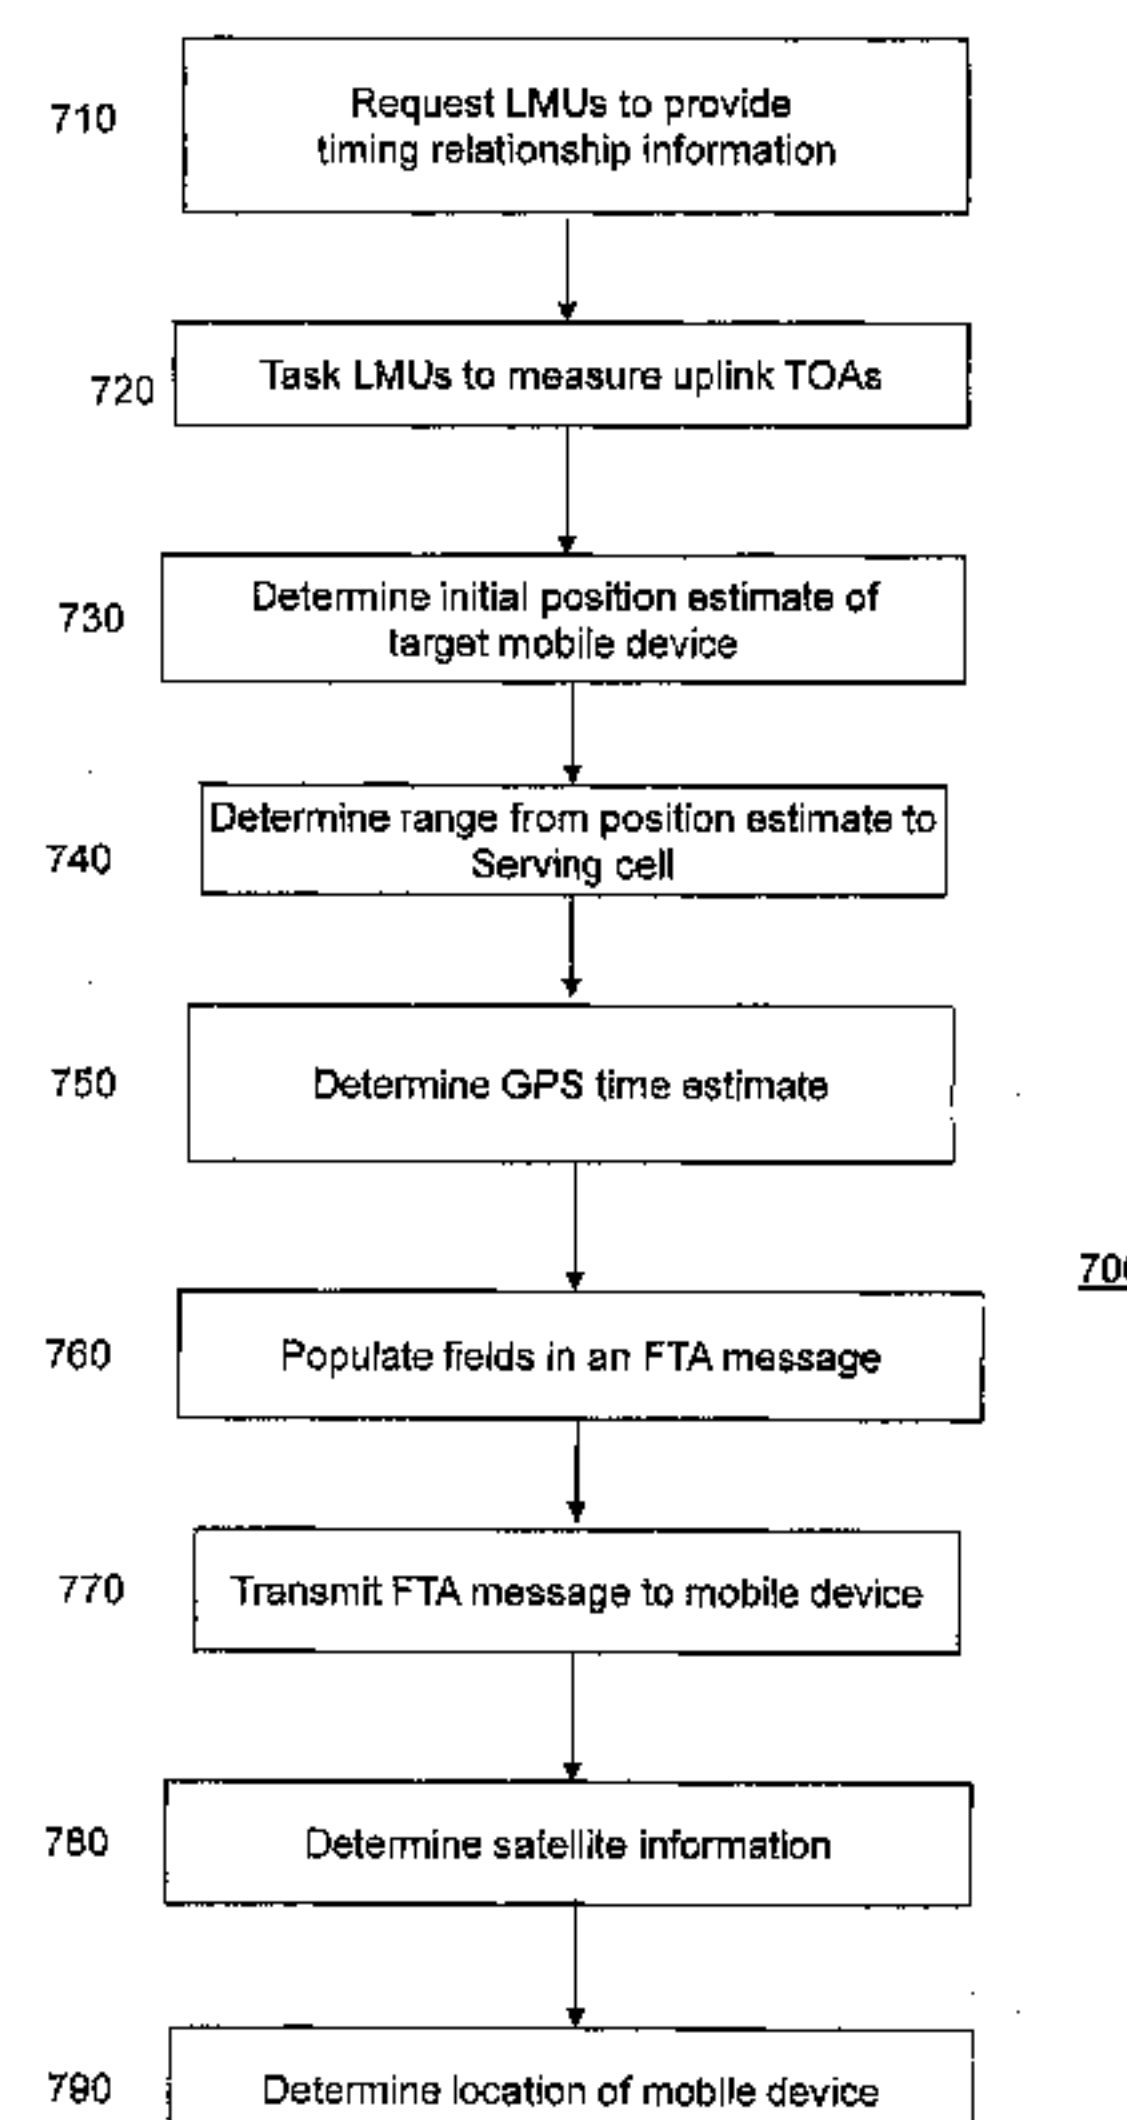 710
Request LMUs to provide
timing relationship information
720
Task LMUs to measure uplink TOAs
730
Determine initial position estimate of
target mobile device
740
Determine range from position estimate to
Serving cell
750
Determine GPS time estimate
760
Populate fields in an FTA message
770
Transmit FTA message to mobile device
780
Determine satellite information
790
Determine location of mobile device